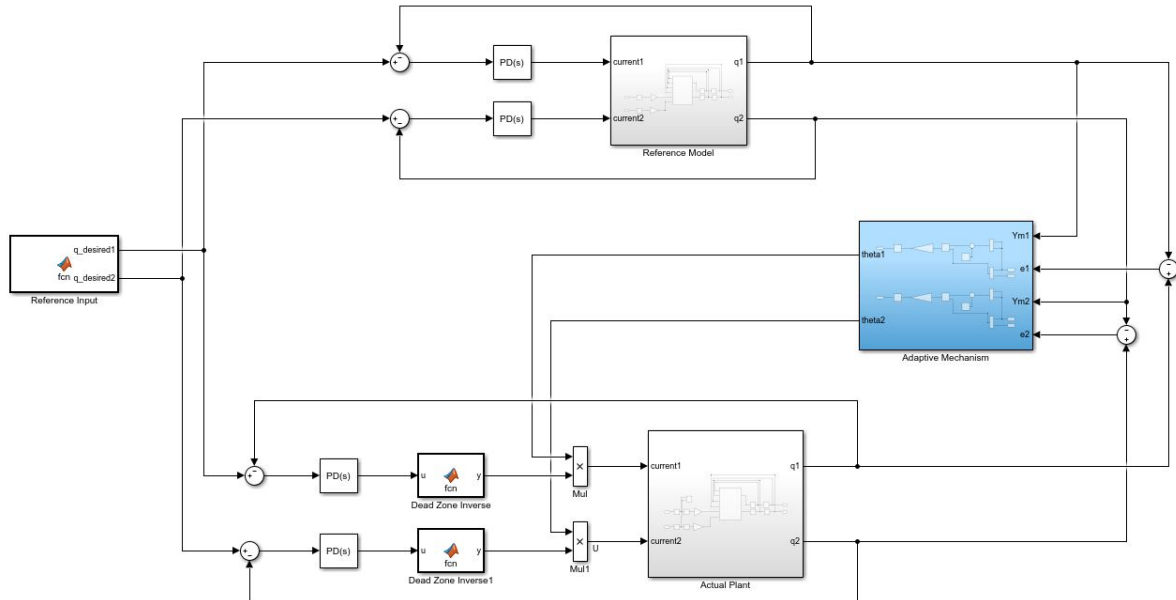 PD(s)
current1
q1
PD(s)
current2
q2
Reference Model
q_desired1
fcn
q_desired2
Reference Input
Ym1
theta1
e1
Ym2
theta2
e2
Adaptive Mechanism
PD(s)
u
fcn
y
Dead Zone Inverse
Mul
current1
q1
PD(s)
u
fcn
y
Dead Zone Inverse1
Mul1
U
current2
q2
Actual Plant